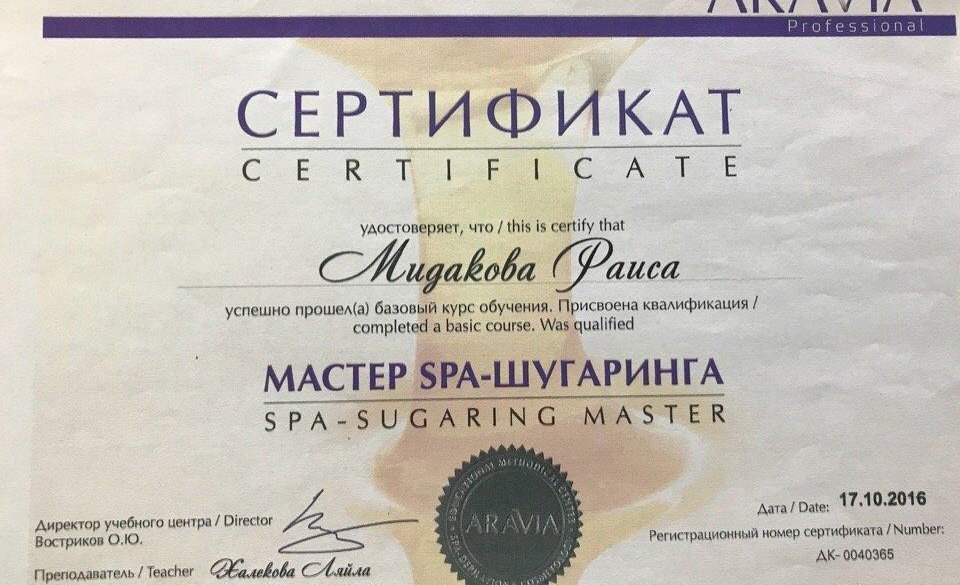 ARAVIA
Professional
СЕРТИФИКАТ
CERTIFICATE
удостоверяет, что / this is certify that
Мидакова Раиса
успешно прошел(а) базовый курс обучения. Присвоена квалификация /
completed a basic course. Was qualified
МАСТЕР SPA-ШУГАРИНГА
SPA-SUGARING MASTER
ARAVIA
Директор учебного центра / Director
Востриков О.Ю.
Преподаватель / Teacher Халекова Ляйла
Дата / Date: 17.10.2016
Регистрационный номер сертификата / Number:
ДК- 0040365